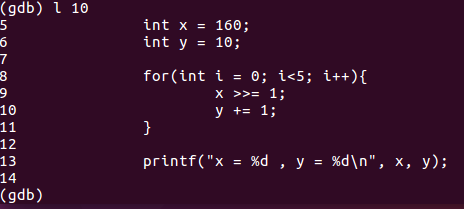 (gdb) l 10
5		int x = 160;
6		int y = 10;
7
8		for(int i = 0; i<5; i++){
9			x >>= 1;
10			y += 1;
11		}
12
13		printf("x = %d , y = %d\n", x, y);
14
(gdb)